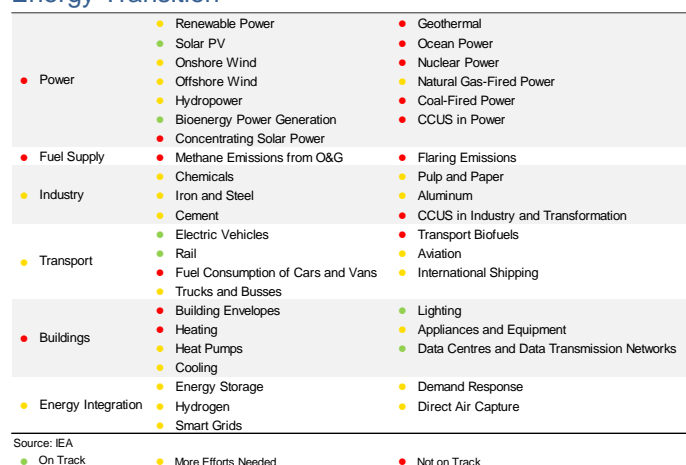 Energy Transition
Renewable Power Geothermal
Solar PV Ocean Power
Onshore Wind Nuclear Power
Power Offshore Wind Natural Gas-Fired Power
Hydropower Coal-Fired Power
Bioenergy Power Generation CCUS in Power
Concentrating Solar Power
Fuel Supply Methane Emissions from O&G Flaring Emissions
Chemicals Pulp and Paper
Industry Iron and Steel Aluminum
Cement CCUS in Industry and Transformation
Electric Vehicles Transport Biofuels
Transport Rail Aviation
Fuel Consumption of Cars and Vans International Shipping
Trucks and Busses
Building Envelopes Lighting
Buildings Heating Appliances and Equipment
Heat Pumps Data Centres and Data Transmission Networks
Cooling
Energy Storage Demand Response
Energy Integration Hydrogen Direct Air Capture
Smart Grids
Source: IEA
On Track More Efforts Needed Not on Track